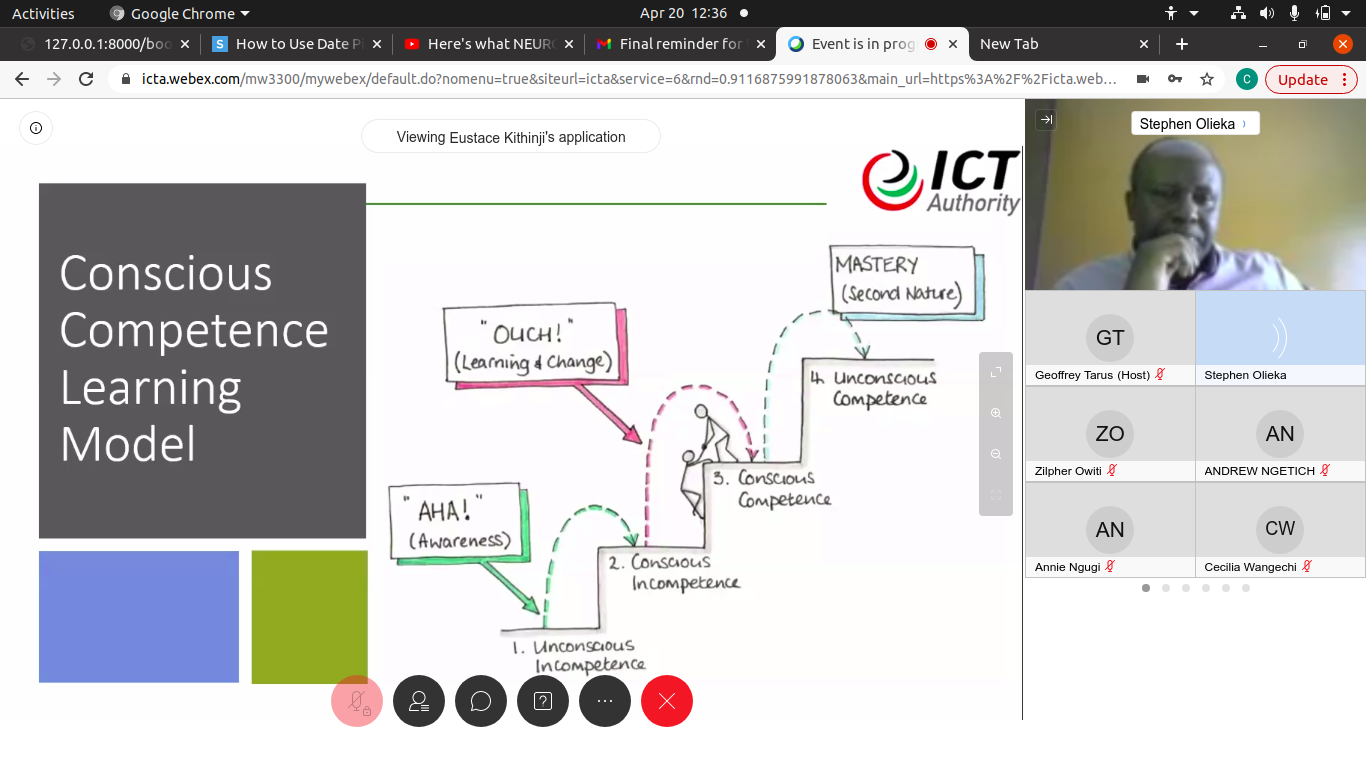 Activities
Google Chrome
Apr 20 12:36
127.0.0.1:8000/boo
How to Use Date P
Here's what NEUR
Final reminder for
Event is in prog
New Tab
icta.webex.com/mw3300/mywebex/default.do?nomenu=true&siteurl=icta&service=6&rnd=0.9116875991878063&main_url=https%3A%2F%2Ficta.web…
C
Update
Viewing Eustace Kithinji's application
ICT
Authority
Conscious
Competence
Learning
Model
MASTERY
(Second Nature)
"OUCH!"
(Learning & Change)
4. Unconscious
Competence
3. Conscious
Competence
"AHA!"
(Awareness)
2. Conscious
Incompetence
1. Unconscious
Incompetence
Stephen Olieka
GT
Geoffrey Tarus (Host)
Stephen Olieka
ZO
Zilpher Owiti
AN
ANDREW NGETICH
AN
Annie Ngugi
CW
Cecilia Wangechi